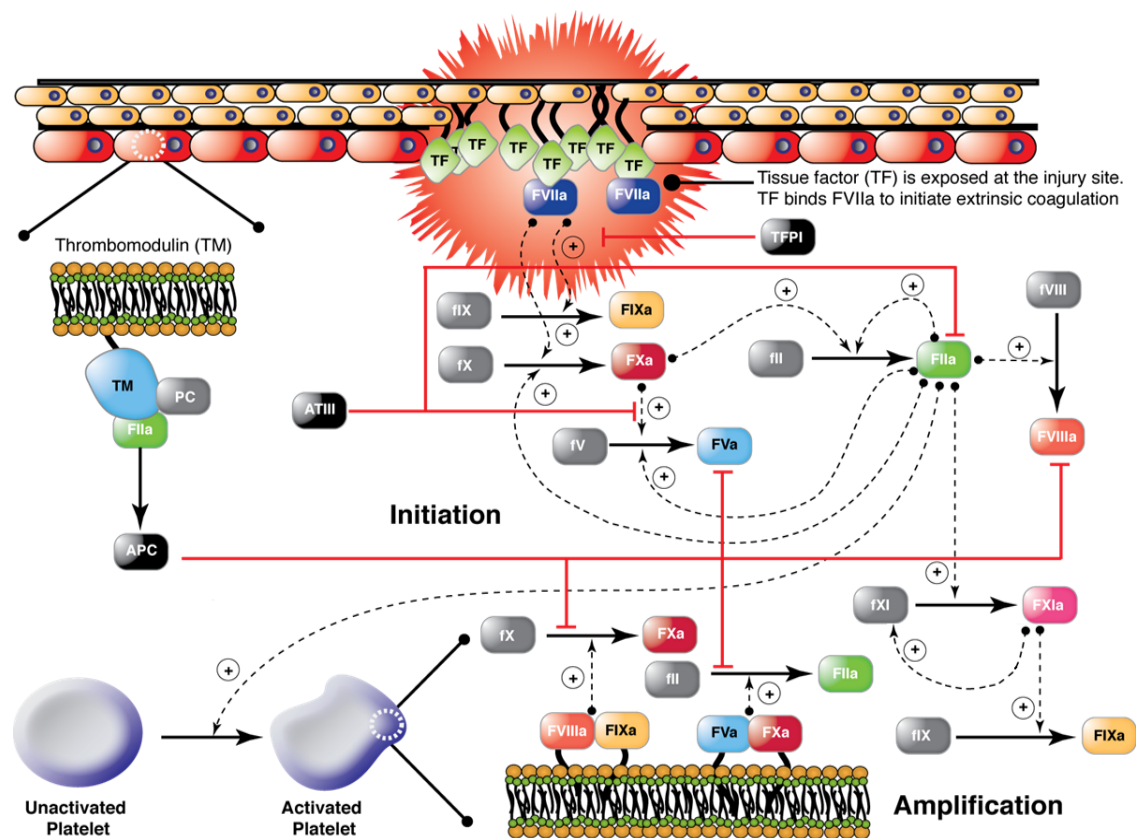 TF
TF
TF
TF
TF
TF
TF
FVIIa
FVIIa
Tissue factor (TF) is exposed at the injury site.
TF binds FVIIa to initiate extrinsic coagulation
Thrombomodulin (TM)
+
TFPI
fIX
+
FIXa
+
fVIII
fX
+
FXa
fII
+
FIIa
+
TM
PC
FIIa
ATIII
+
fV
FVa
+
FVIIIa
Initiation
APC
+
fXI
FXIa
+
fX
FXa
fII
FIIa
+
+
+
+
FVIIIa
FIXa
FVa
FXa
fIX
FIXa
Unactivated
Platelet
Activated
Platelet
Amplification